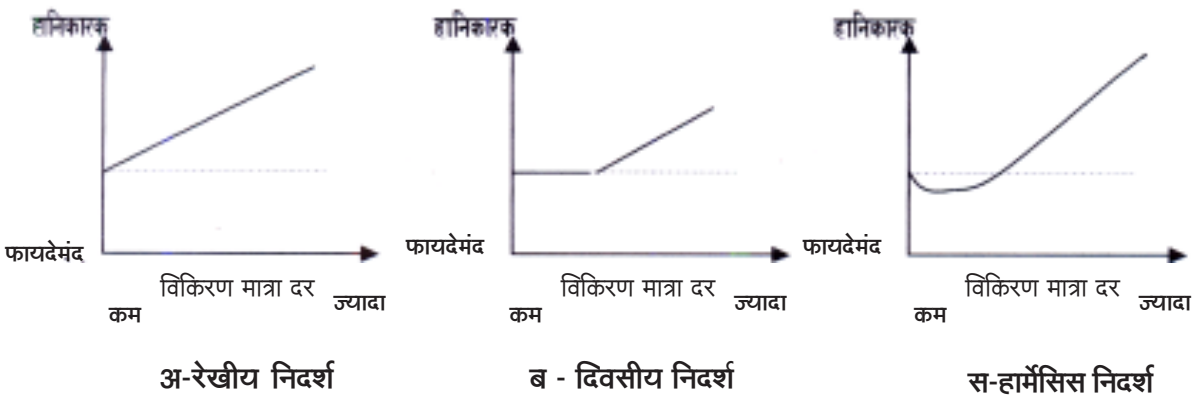 हानिकारक
फायदेमंद
विकिरण मात्रा दर
कम
ज्यादा
अ-रेखीय निदर्श
हानिकारक
फायदेमंद
विकिरण मात्रा दर
कम
ज्यादा
ब - दिवसीय निदर्श
हानिकारक
फायदेमंद
विकिरण मात्रा दर
कम
ज्यादा
स-हार्मेसिस निदर्श